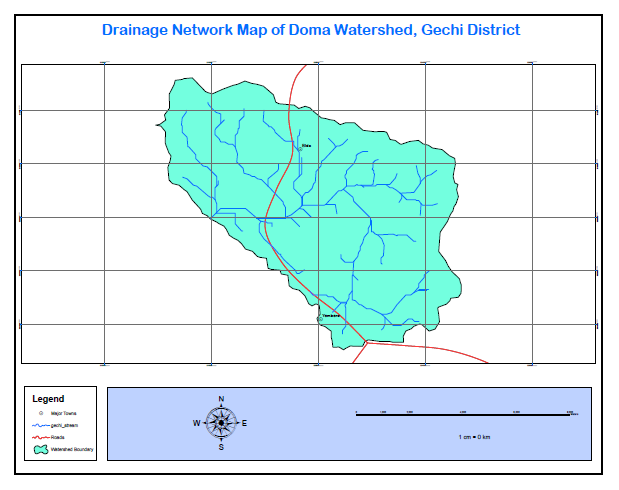 Drainage Network Map of Doma Watershed, Gechi District
Yembero
Legend
Major Towns
gechi_stream
Roads
Watershed Boundary
N
W
E
S
1 cm = 0 km